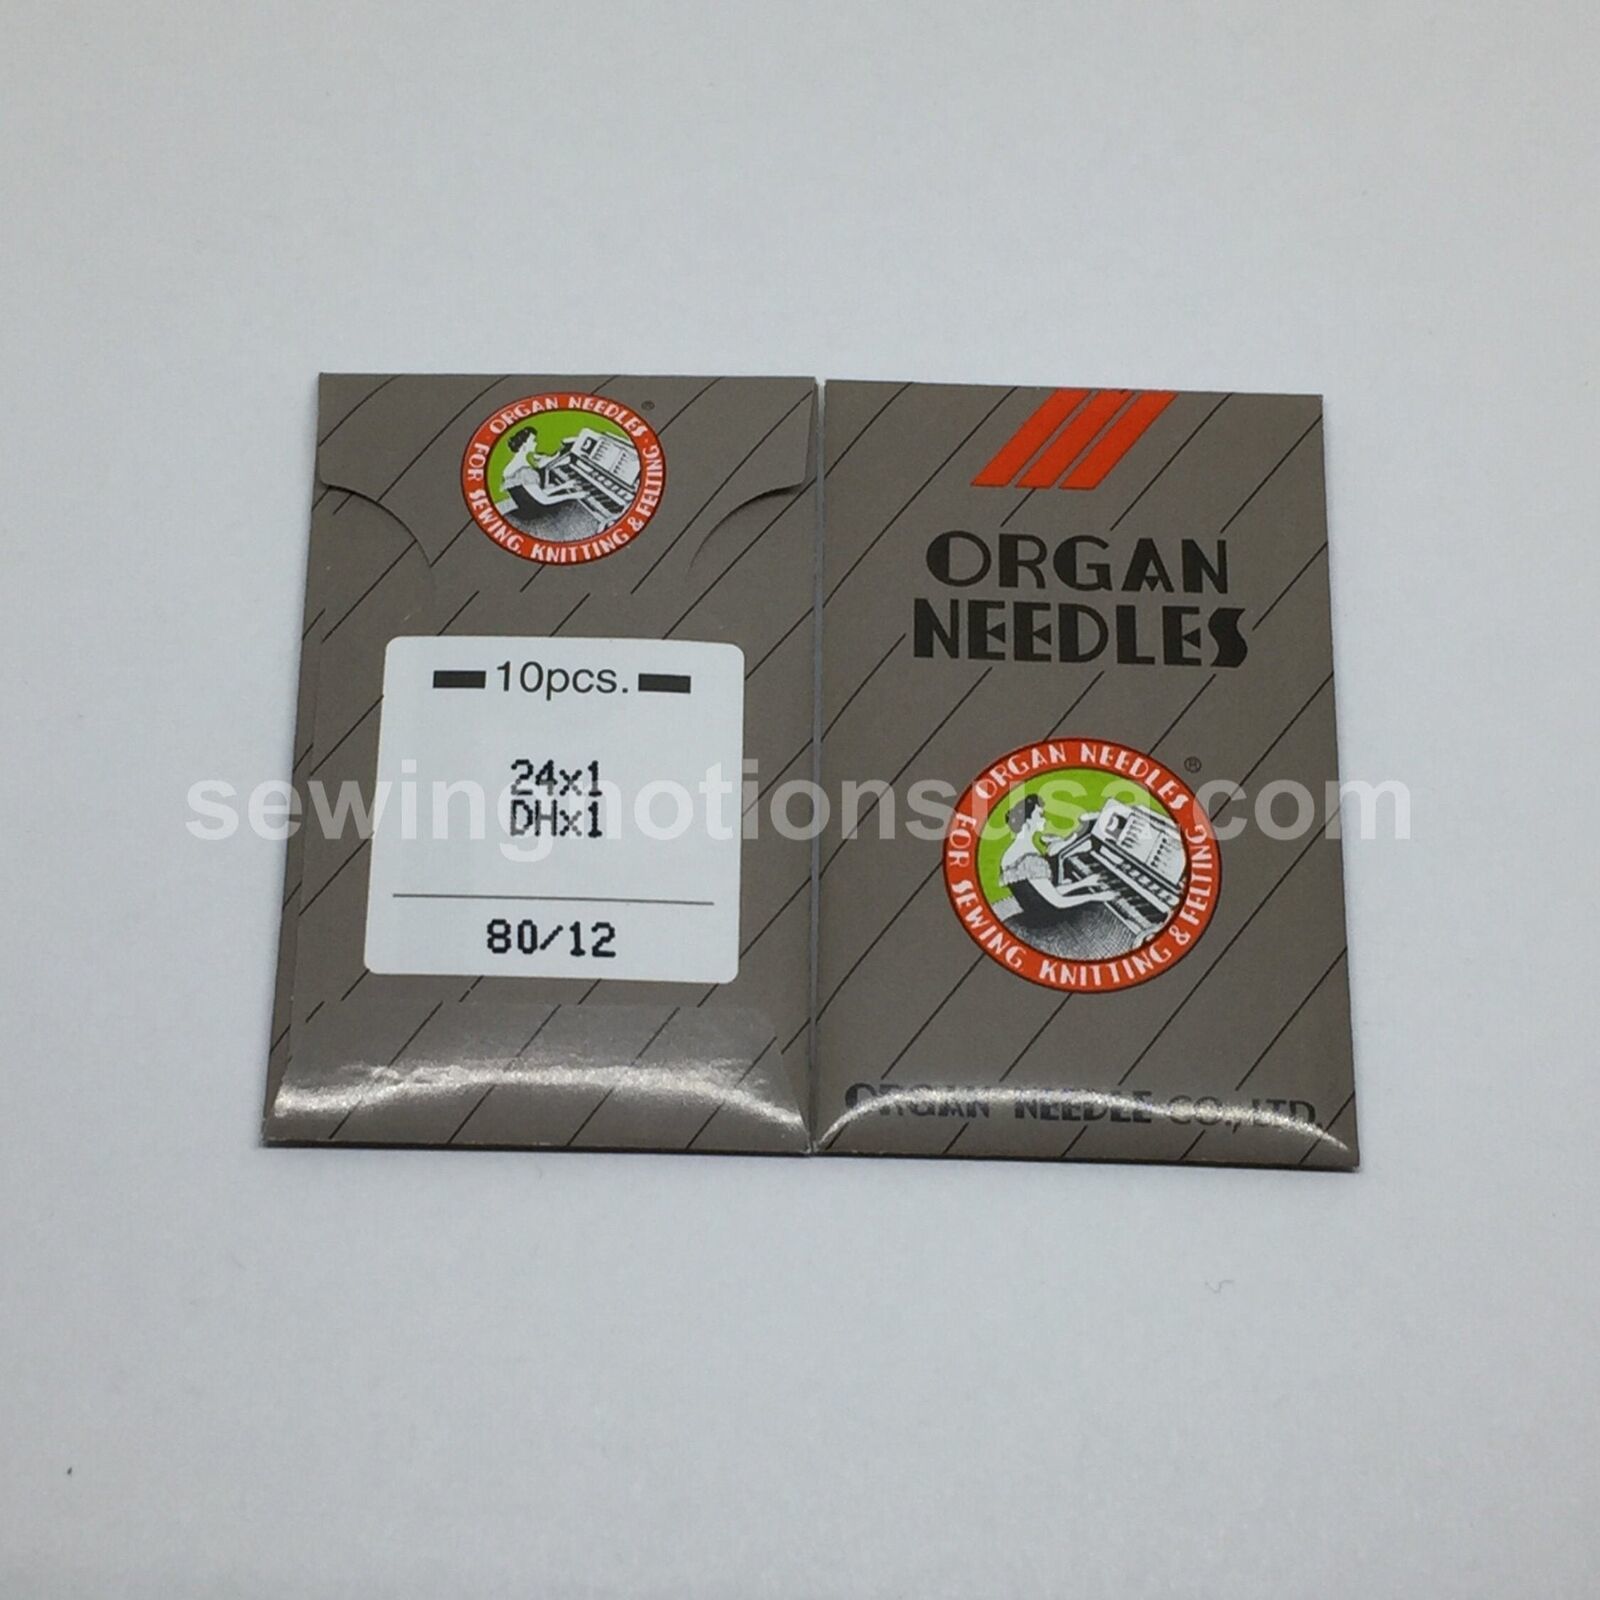 ORGAN NEEDLES ®
FOR SEWING, KNITTING & FELTING
10pcs.
24x1
DHx1
80/12
ORGAN
NEEDLES
ORGAN NEEDLES ®
FOR SEWING, KNITTING & FELTING
ORGAN NEEDLE CO., LTD.
sewingnotionsusa.com